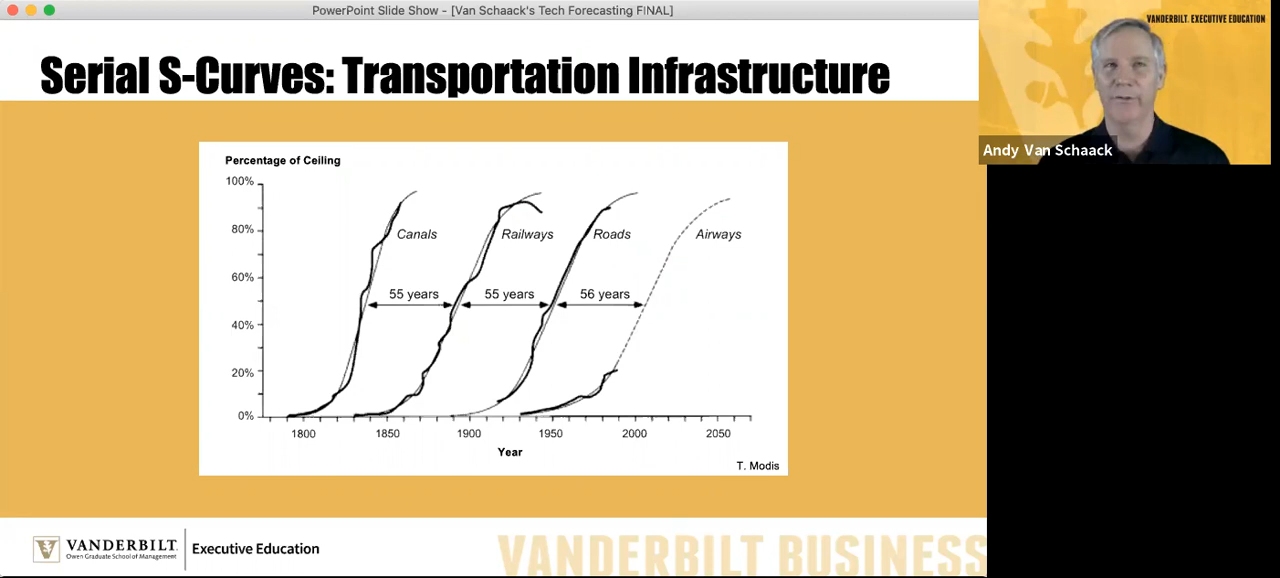 PowerPoint Slide Show - [Van Schaack's Tech Forecasting FINAL]
VANDERBILT. EXECUTIVE EDUCATION
Serial S-Curves: Transportation Infrastructure
Andy Van Schaack
Percentage of Ceiling
100%
80%
60%
40%
20%
0%
Canals
Railways
Roads
Airways
55 years
55 years
56 years
1800
1850
1900
1950
2000
2050
Year
T. Modis
VANDERBILT
Owen Graduate School of Management
Executive Education
VANDERBILT BUSINESS